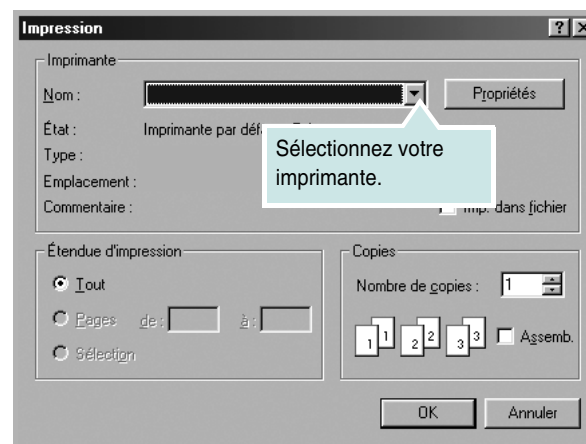 Impression
Imprimante
Nom :
Propriétés
État :
Imprimante par
Type :
Emplacement :
Commentaire :
Imp. dans fichier
Sélectionnez votre
imprimante.
Étendue d'impression
Tout
Pages de : à :
Sélection
Copies
Nombre de copies : 1
1 1 2 2 3 3 Assemb.
OK Annuler